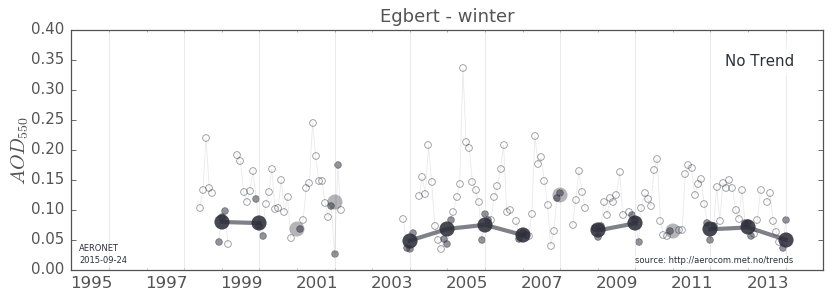 Egbert - winter
0.40
0.35
0.30
0.25
0.20
0.15
0.10
0.05
0.00
AOD550
No Trend
AERONET
2015-09-24
source: http://aerocom.met.no/trends
1995 1997 1999 2001 2003 2005 2007 2009 2011 2013